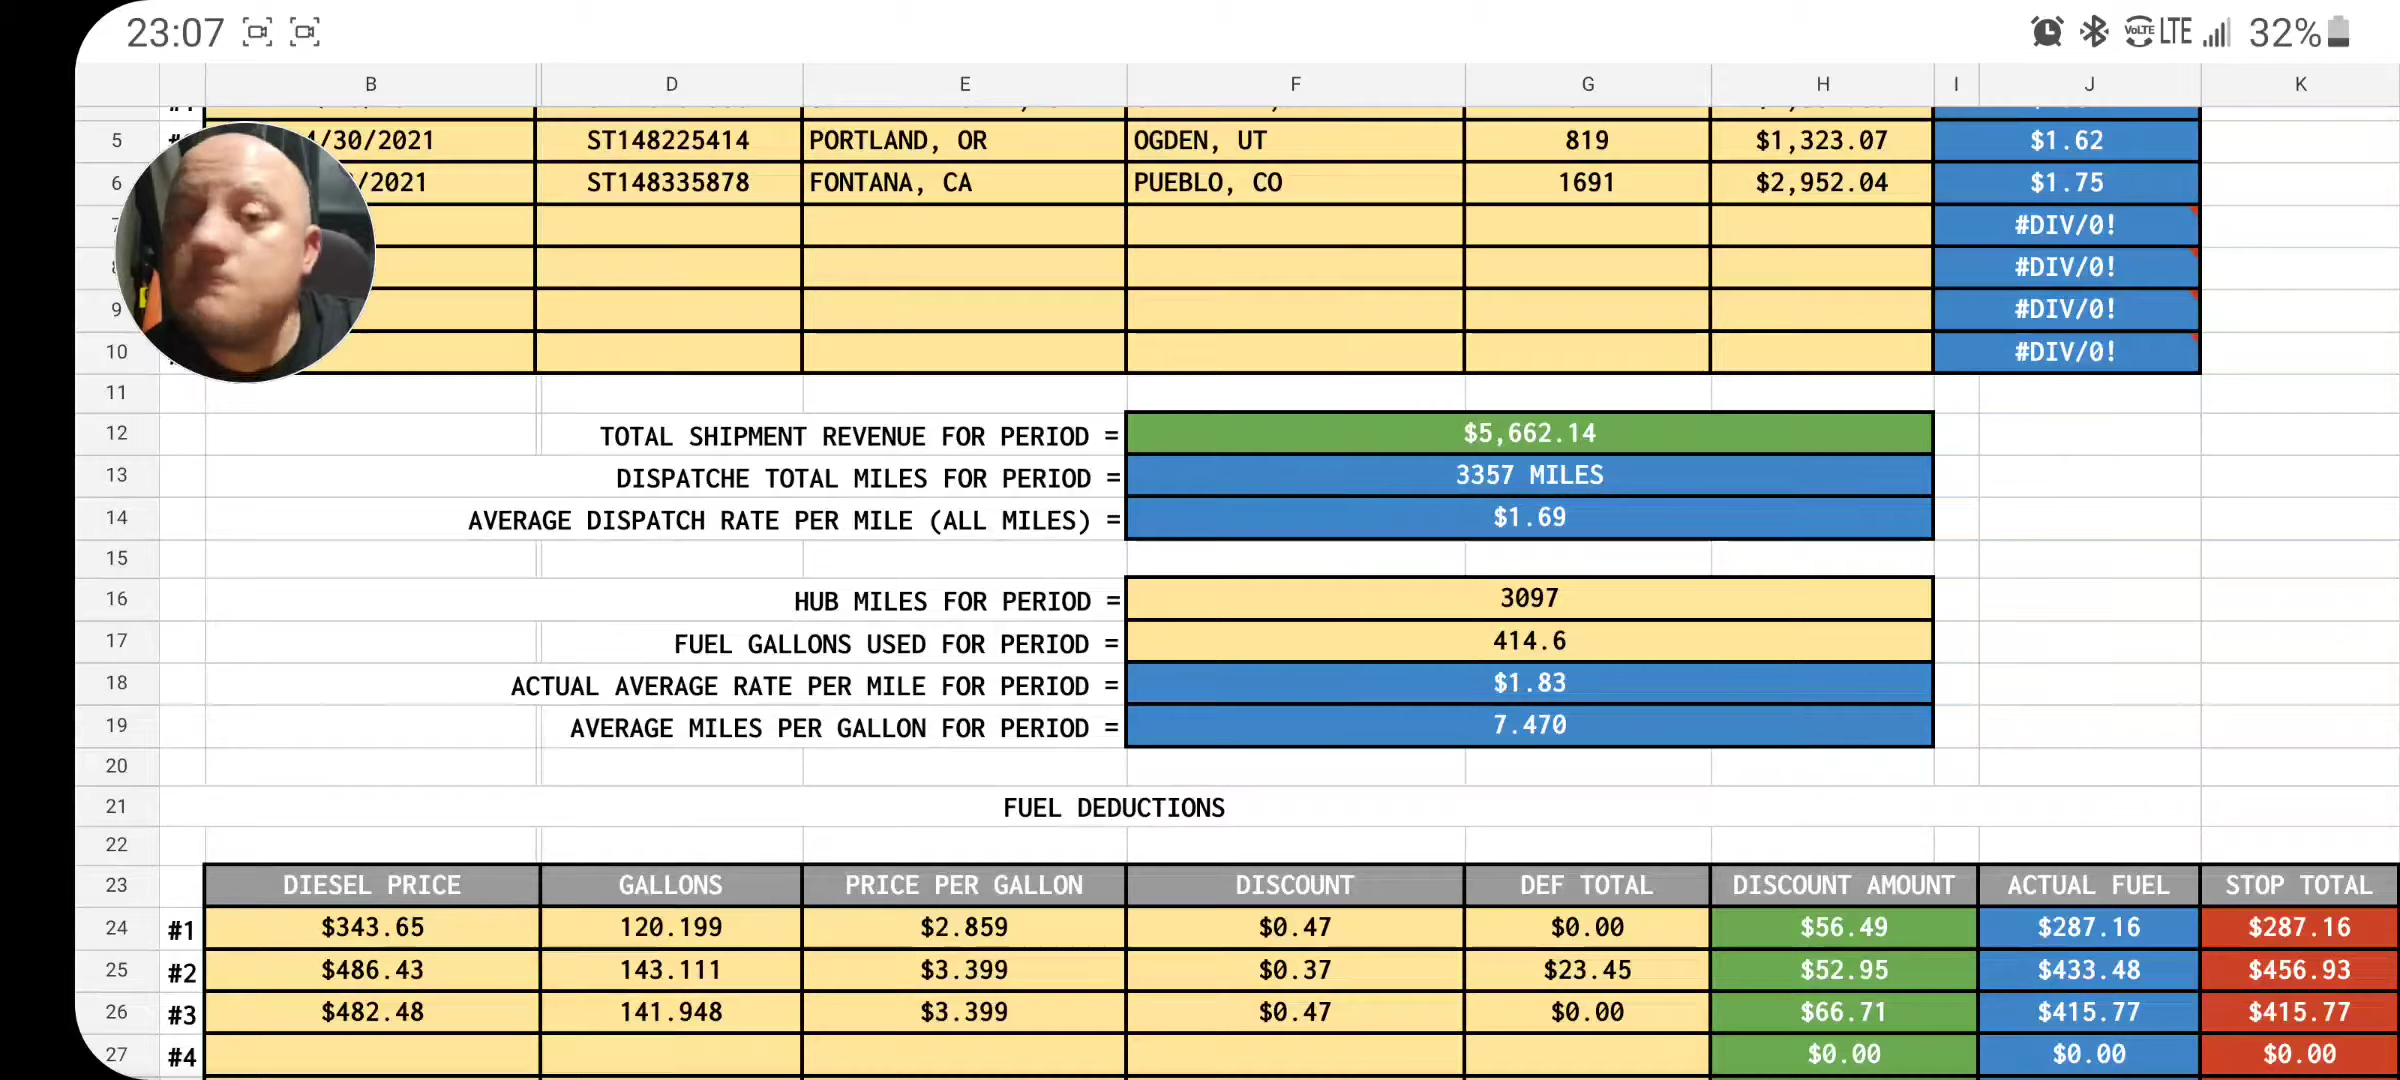 23:07 VoLTE LTE 32%
B D E F G H I J K
5 /30/2021 ST148225414 PORTLAND, OR OGDEN, UT 819 $1,323.07 $1.62
6 /2021 ST148335878 FONTANA, CA PUEBLO, CO 1691 $2,952.04 $1.75
#DIV/0!
#DIV/0!
9 #DIV/0!
10 #DIV/0!
11
12 TOTAL SHIPMENT REVENUE FOR PERIOD = $5,662.14
13 DISPATCHE TOTAL MILES FOR PERIOD = 3357 MILES
14 AVERAGE DISPATCH RATE PER MILE (ALL MILES) = $1.69
15
16 HUB MILES FOR PERIOD = 3097
17 FUEL GALLONS USED FOR PERIOD = 414.6
18 ACTUAL AVERAGE RATE PER MILE FOR PERIOD = $1.83
19 AVERAGE MILES PER GALLON FOR PERIOD = 7.470
20
21 FUEL DEDUCTIONS
22
23 DIESEL PRICE GALLONS PRICE PER GALLON DISCOUNT DEF TOTAL DISCOUNT AMOUNT ACTUAL FUEL STOP TOTAL
24 #1 $343.65 120.199 $2.859 $0.47 $0.00 $56.49 $287.16 $287.16
25 #2 $486.43 143.111 $3.399 $0.37 $23.45 $52.95 $433.48 $456.93
26 #3 $482.48 141.948 $3.399 $0.47 $0.00 $66.71 $415.77 $415.77
27 #4 $0.00 $0.00 $0.00